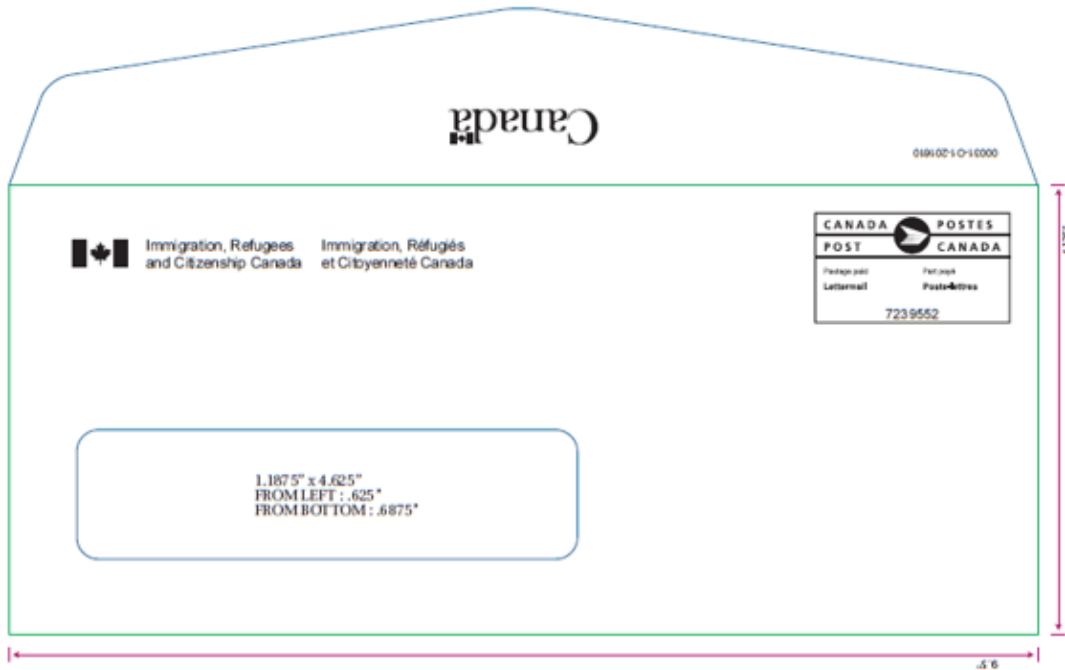 Canada
00031-O-1-201610
Immigration, Refugees
and Citizenship Canada
Immigration, Réfugiés
et Citoyenneté Canada
CANADA POSTES
POST CANADA
Postage paid Port payé
Lettermail Poste-lettres
7239552
1.1875" x 4.625"
FROM LEFT : .625"
FROM BOTTOM : .6875"
9.5"